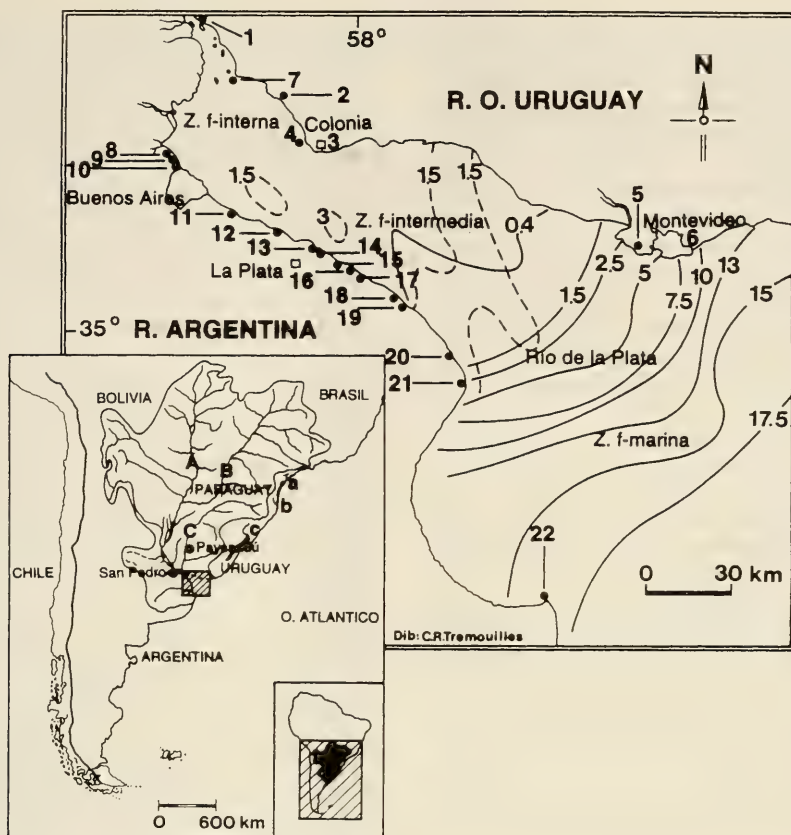 1
58°
7
2
N
R. O. URUGUAY
Z. f-interna
4
Colonia
3
8
9
10
1.5
1.5
1.5
5
Buenos Aires
Z. f-intermedia
Montevideo
11
3
0.4
6
12
2.5
5
10
13
13
14
La Plata
15
16
17
7.5
15
18
1.5
19
35°
R. ARGENTINA
20
Rio de la Plata
21
17.5
Z. f-marina
22
0 30 km
Dib: C.R.Tremouilles
BOLIVIA
BRASIL
A
B
PARAGUAY
a
b
C
c
Paysandú
San Pedro
URUGUAY
CHILE
O. ATLANTICO
ARGENTINA
0 600 km